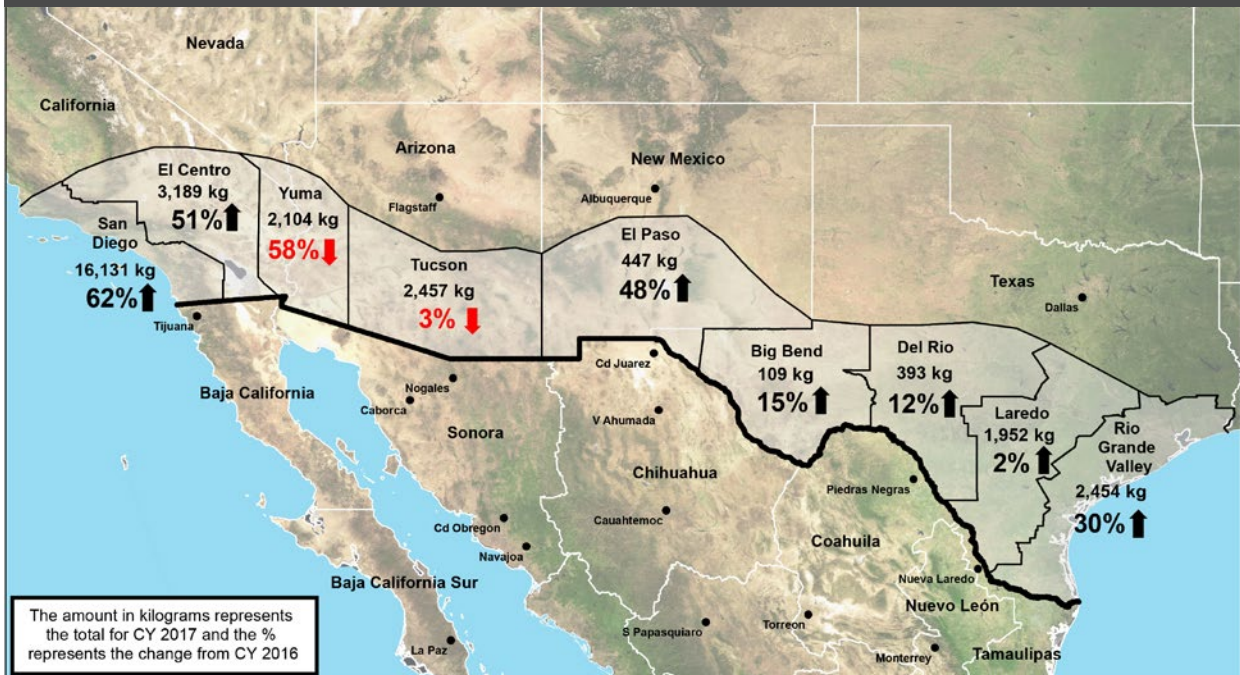 Nevada
California
Arizona
New Mexico
El Centro
3,189 kg
51%
Yuma
2,104 kg
58%
Flagstaff
Albuquerque
San
Diego
16,131 kg
62%
Tucson
2,457 kg
3%
El Paso
447 kg
48%
Texas
Dallas
Tijuana
Big Bend
109 kg
15%
Del Rio
393 kg
12%
Laredo
1,952 kg
2%
Rio
Grande
Valley
2,454 kg
30%
Cd Juarez
Nogales
Baja California
Caborca
Sonora
V Ahumada
Chihuahua
Piedras Negras
Cauahtemoc
Cd Obregon
Navajoa
Coahuila
Baja California Sur
Nueva Laredo
Nuevo León
S Papasquiaro
Torreon
La Paz
Monterrey
Tamaulipas
The amount in kilograms represents
the total for CY 2017 and the %
represents the change from CY 2016